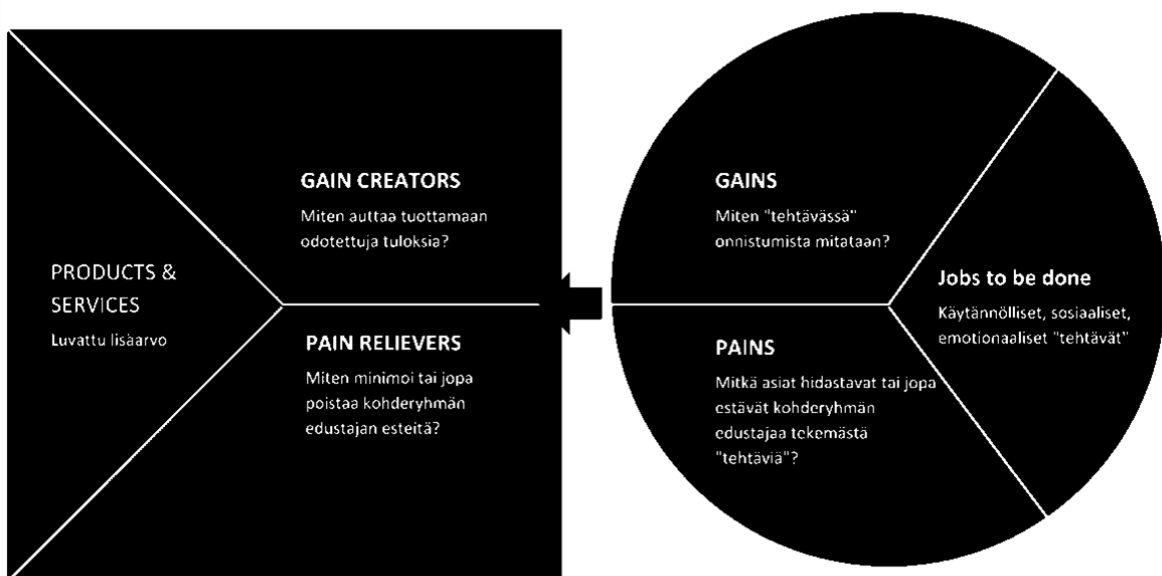 PRODUCTS &
SERVICES
Luvattu lisäarvo
GAIN CREATORS
Miten auttaa tuottamaan
odotettuja tuloksia?
PAIN RELIEVERS
Miten minimoi tai jopa
poistaa kohderyhmän
edustajan esteitä?
GAINS
Miten "tehtävässä"
onnistumista mitataan?
PAINS
Mitkä asiat hidastavat tai jopa
estävät kohderyhmän
edustajaa tekemästä
"tehtäviä"?
Jobs to be done
Käytännölliset, sosiaaliset,
emotionaaliset "tehtävät"